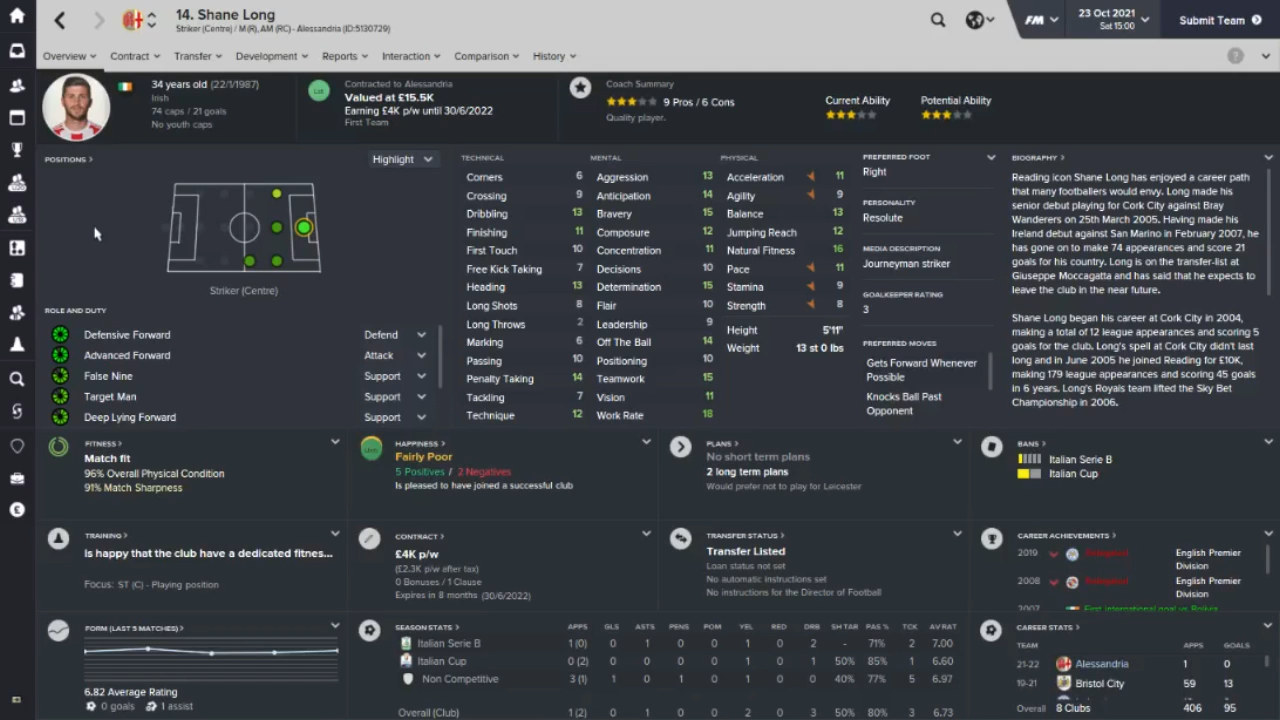 14. Shane Long
Striker (Centre) / M (R), AM (RC) - Alessandria (ID:5130729)
FM
23 Oct 2021
Sat 15:00
Submit Team
Overview
Contract
Transfer
Development
Reports
Interaction
Comparison
History
?
34 years old (22/1/1987)
Irish
74 caps / 21 goals
No youth caps
Contracted to Alessandria
Valued at £15.5K
Earning £4K p/w until 30/6/2022
First Team
Coach Summary
9 Pros / 6 Cons
Quality player.
Current Ability
Potential Ability
POSITIONS >
Highlight
Striker (Centre)
ROLE AND DUTY
Defensive Forward Defend
Advanced Forward Attack
False Nine Support
Target Man Support
Deep Lying Forward Support
TECHNICAL
Corners 6
Crossing 9
Dribbling 13
Finishing 11
First Touch 10
Free Kick Taking 7
Heading 13
Long Shots 8
Long Throws 2
Marking 6
Passing 10
Penalty Taking 14
Tackling 7
Technique 12
MENTAL
Aggression 13
Anticipation 14
Bravery 15
Composure 12
Concentration 11
Decisions 10
Determination 15
Flair 10
Leadership 9
Off The Ball 14
Positioning 10
Teamwork 15
Vision 11
Work Rate 18
PHYSICAL
Acceleration 11
Agility 9
Balance 13
Jumping Reach 12
Natural Fitness 16
Pace 11
Stamina 9
Strength 8
Height 5'11"
Weight 13 st 0 lbs
PREFERRED FOOT
Right
PERSONALITY
Resolute
MEDIA DESCRIPTION
Journeyman striker
GOALKEEPER RATING
3
PREFERRED MOVES
Gets Forward Whenever
Possible
Knocks Ball Past
Opponent
BIOGRAPHY >
Reading icon Shane Long has enjoyed a career path
that many footballers would envy. Long made his
senior debut playing for Cork City against Bray
Wanderers on 25th March 2005. Having made his
Ireland debut against San Marino in February 2007, he
has gone on to make 74 appearances and score 21
goals for his country. Long is on the transfer-list at
Giuseppe Moccagatta and has said that he expects to
leave the club in the near future.
Shane Long began his career at Cork City in 2004,
making a total of 12 league appearances and scoring 5
goals for the club. Long's spell at Cork City didn't last
long and in June 2005 he joined Reading for £10K,
making 179 league appearances and scoring 45 goals
in 6 years. Long's Royals team lifted the Sky Bet
Championship in 2006.
FITNESS >
Match fit
96% Overall Physical Condition
91% Match Sharpness
HAPPINESS >
Fairly Poor
5 Positives / 2 Negatives
Is pleased to have joined a successful club
PLANS >
No short term plans
2 long term plans
Would prefer not to play for Leicester
BANS >
Italian Serie B
Italian Cup
TRAINING >
Is happy that the club have a dedicated fitnes...
Focus: ST (C) - Playing position
CONTRACT >
£4K p/w
(£2.3K p/w after tax)
0 Bonuses / 1 Clause
Expires in 8 months (30/6/2022)
TRANSFER STATUS >
Transfer Listed
Loan status not set
No automatic instructions set
No instructions for the Director of Football
CAREER ACHIEVEMENTS >
2019 Relegated English Premier
Division
2008 Relegated English Premier
Division
2007 First international goal vs Bolivia
FORM (LAST 5 MATCHES) >
6.82 Average Rating
0 goals 1 assist
SEASON STATS > APPS GLS ASTS PENS POM YEL RED DRB SH TAR PAS % TCK AV RAT
Italian Serie B 1 (0) 0 1 0 0 1 0 2 - 71% 2 7.00
Italian Cup 0 (2) 0 0 0 0 1 0 1 50% 85% 1 6.60
Non Competitive 3 (1) 1 0 1 0 1 0 0 40% 77% 5 6.97
Overall (Club) 1 (2) 0 1 0 0 2 0 3 50% 80% 3 6.73
CAREER STATS >
TEAM APPS GOALS
21-22 Alessandria 1 0
19-21 Bristol City 59 13
Overall 8 Clubs 406 95